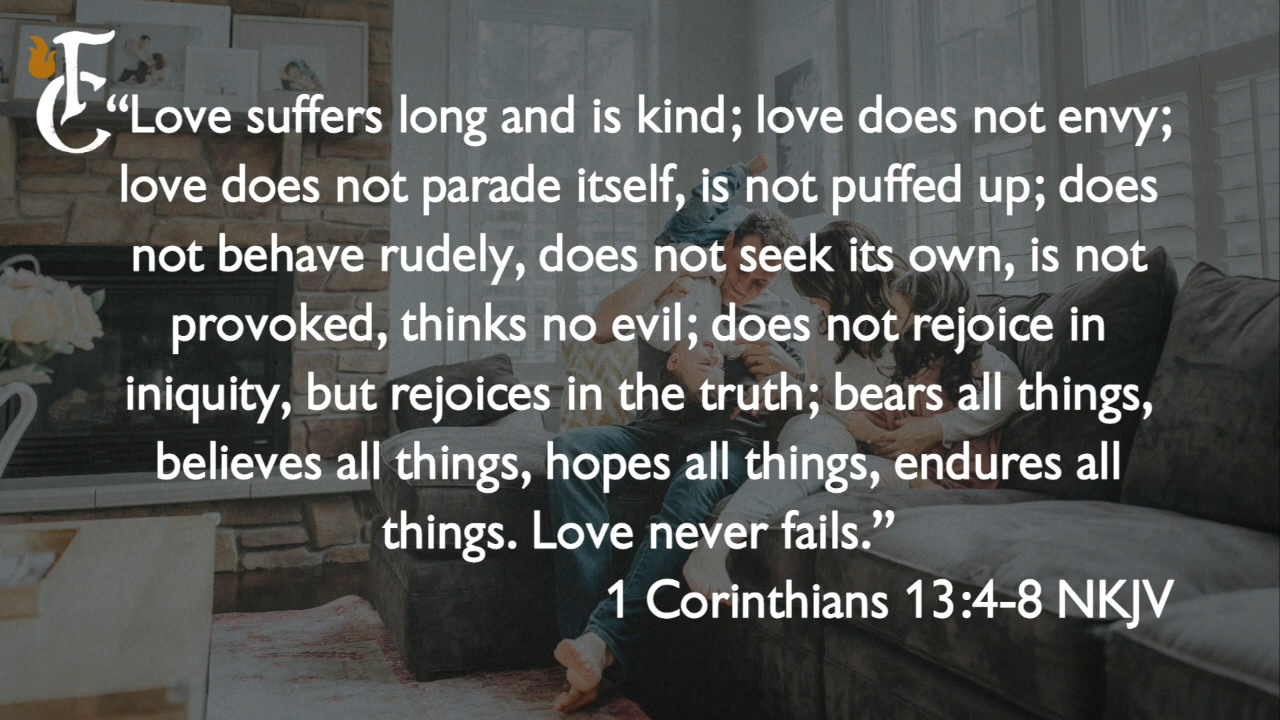 FC
“Love suffers long and is kind; love does not envy;
love does not parade itself, is not puffed up; does
not behave rudely, does not seek its own, is not
provoked, thinks no evil; does not rejoice in
iniquity, but rejoices in the truth; bears all things,
believes all things, hopes all things, endures all
things. Love never fails.”
1 Corinthians 13:4-8 NKJV